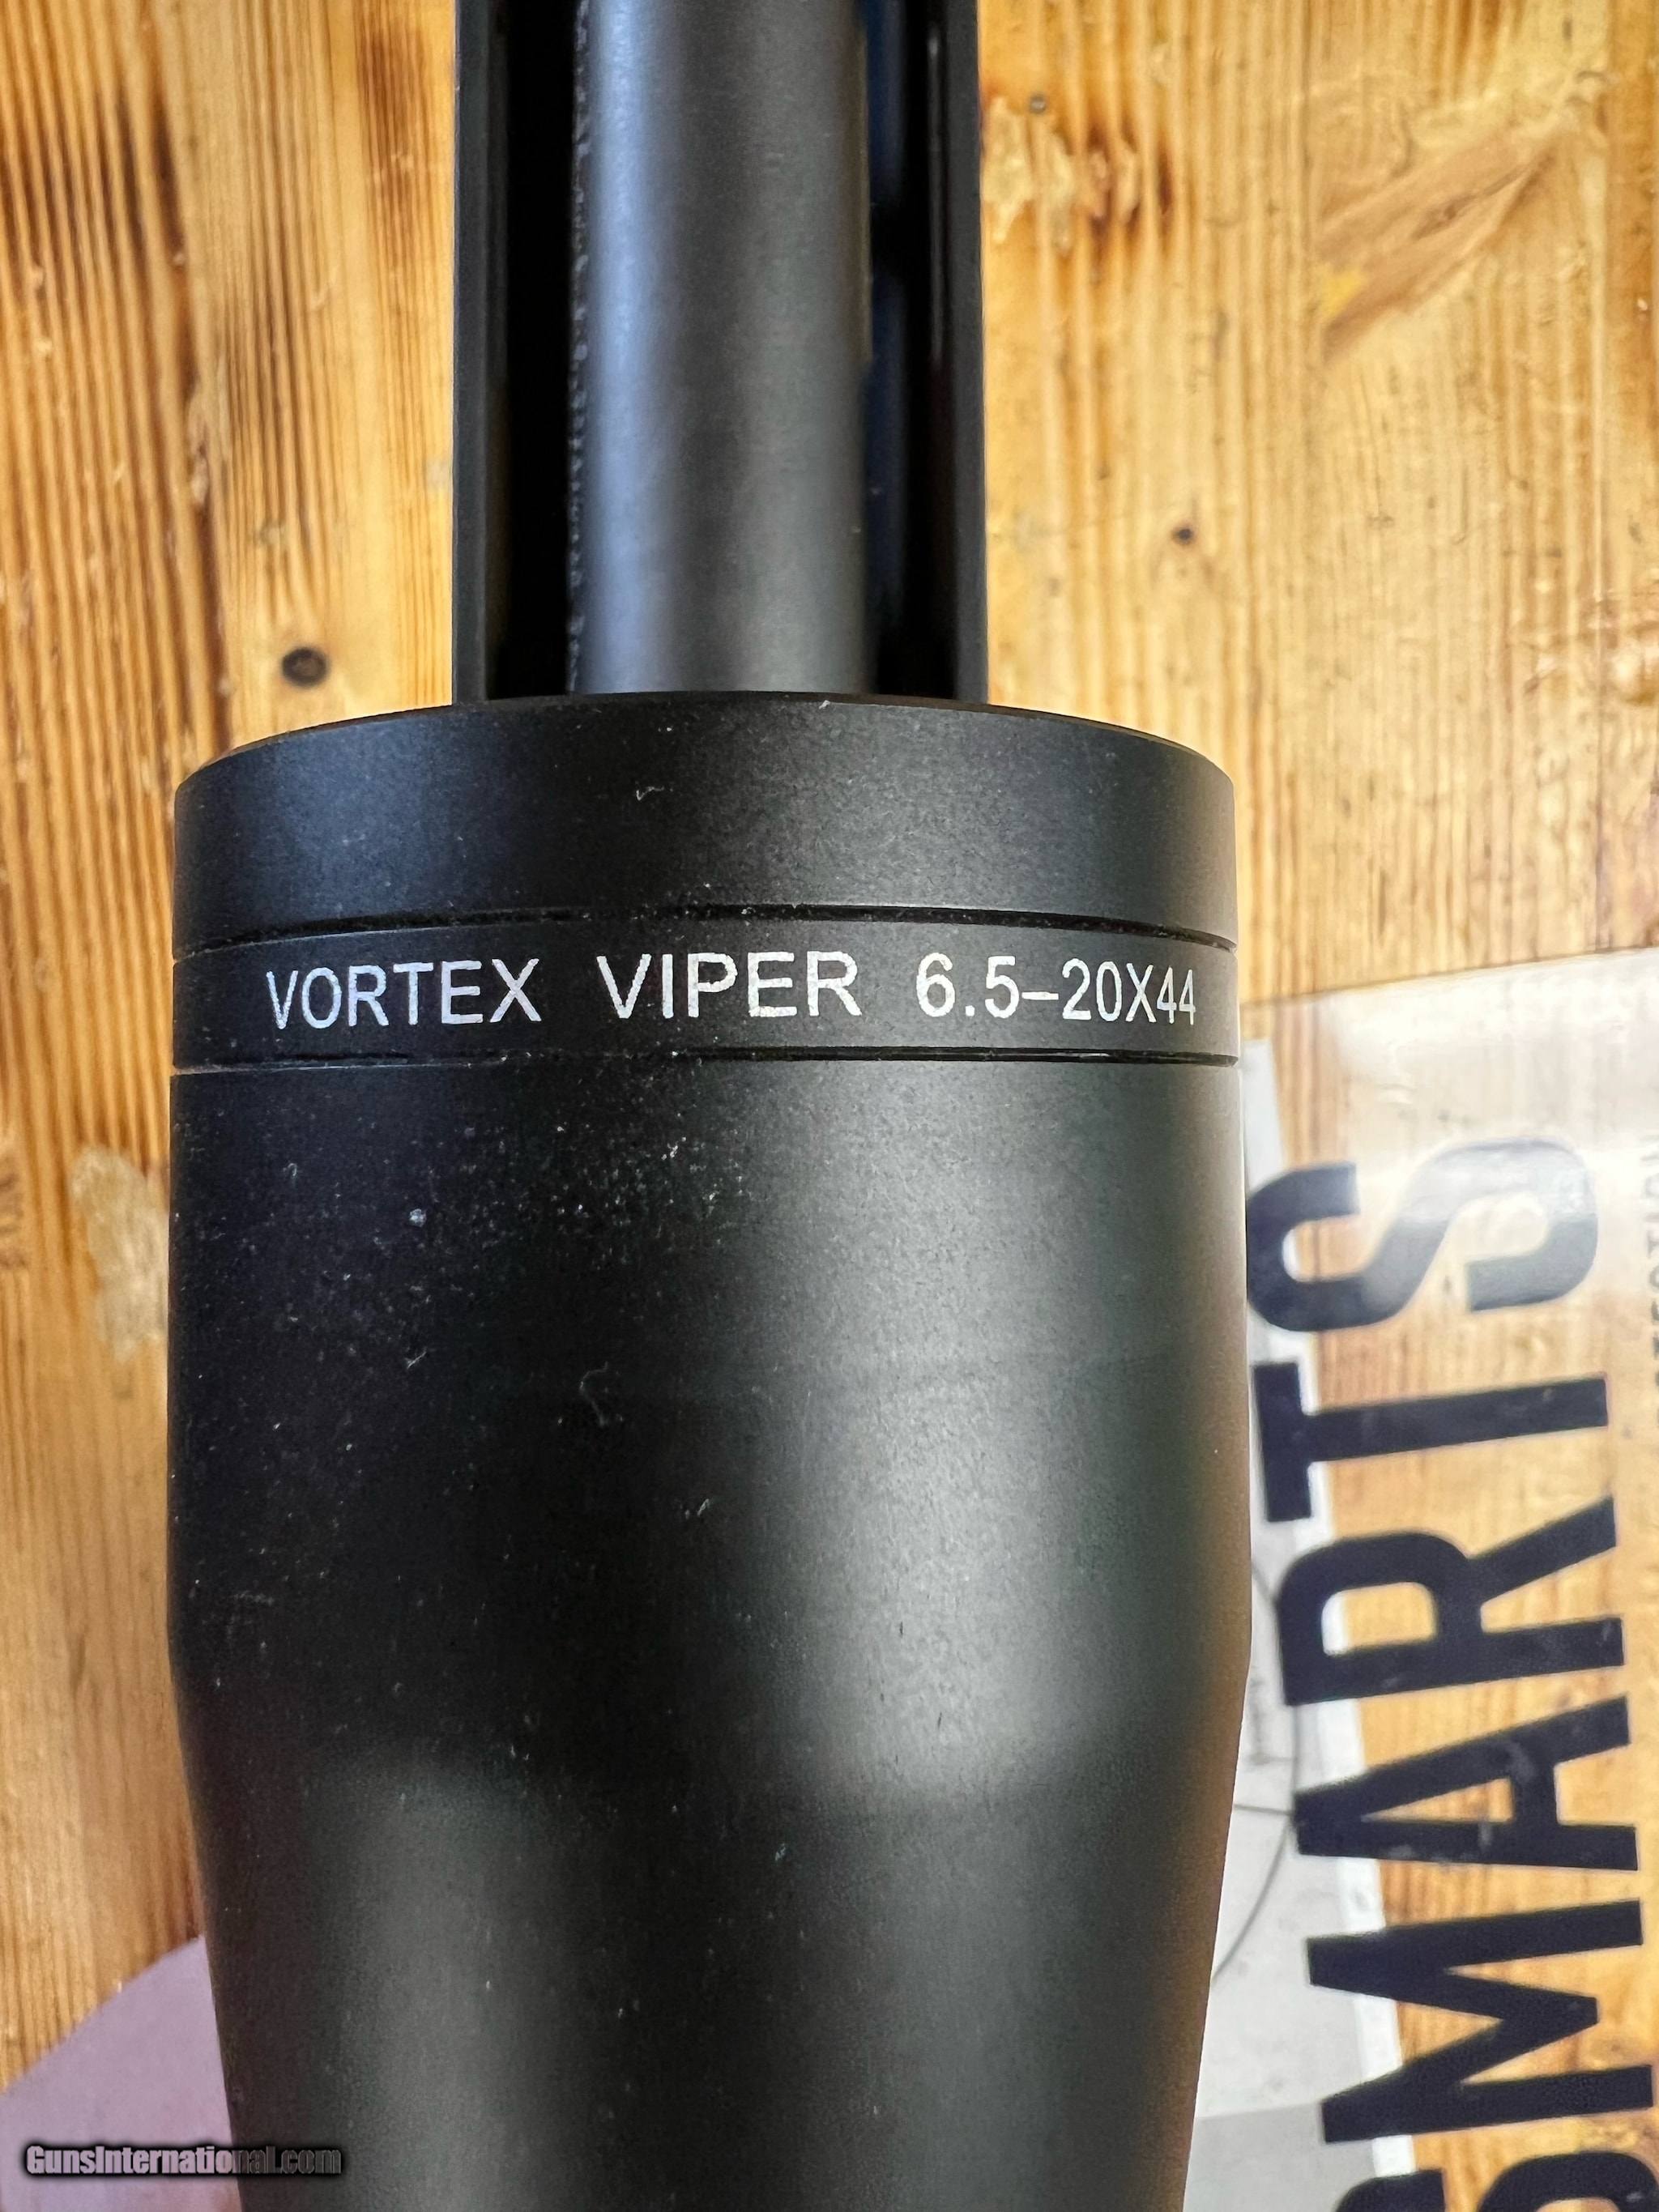 VORTEX VIPER 6.5–20X44
SMARTS
GunsInternational.com